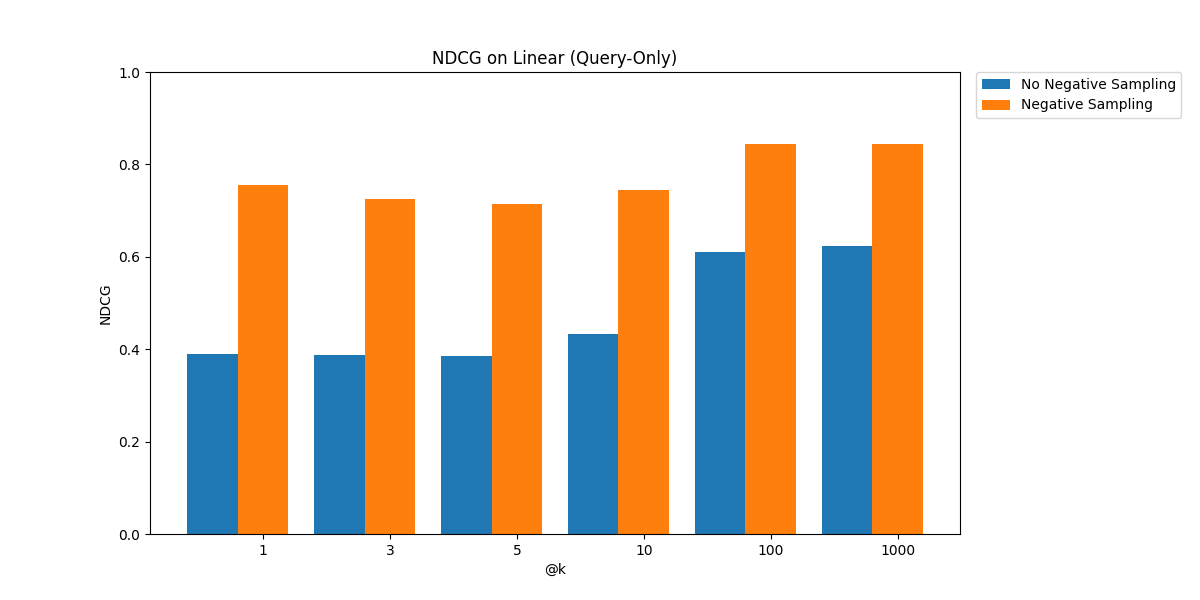 NDCG on Linear (Query-Only)
No Negative Sampling
Negative Sampling
NDCG
1.0
0.8
0.6
0.4
0.2
0.0
1 3 5 10 100 1000
@k